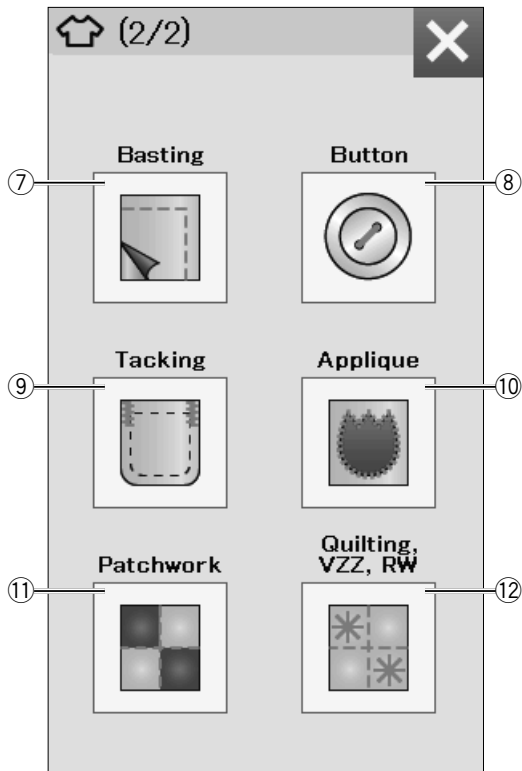 (2/2)
Basting
Button
⑦
⑧
Tacking
Applique
⑨
⑩
Patchwork
Quilting,
VZZ, RW
⑪
⑫